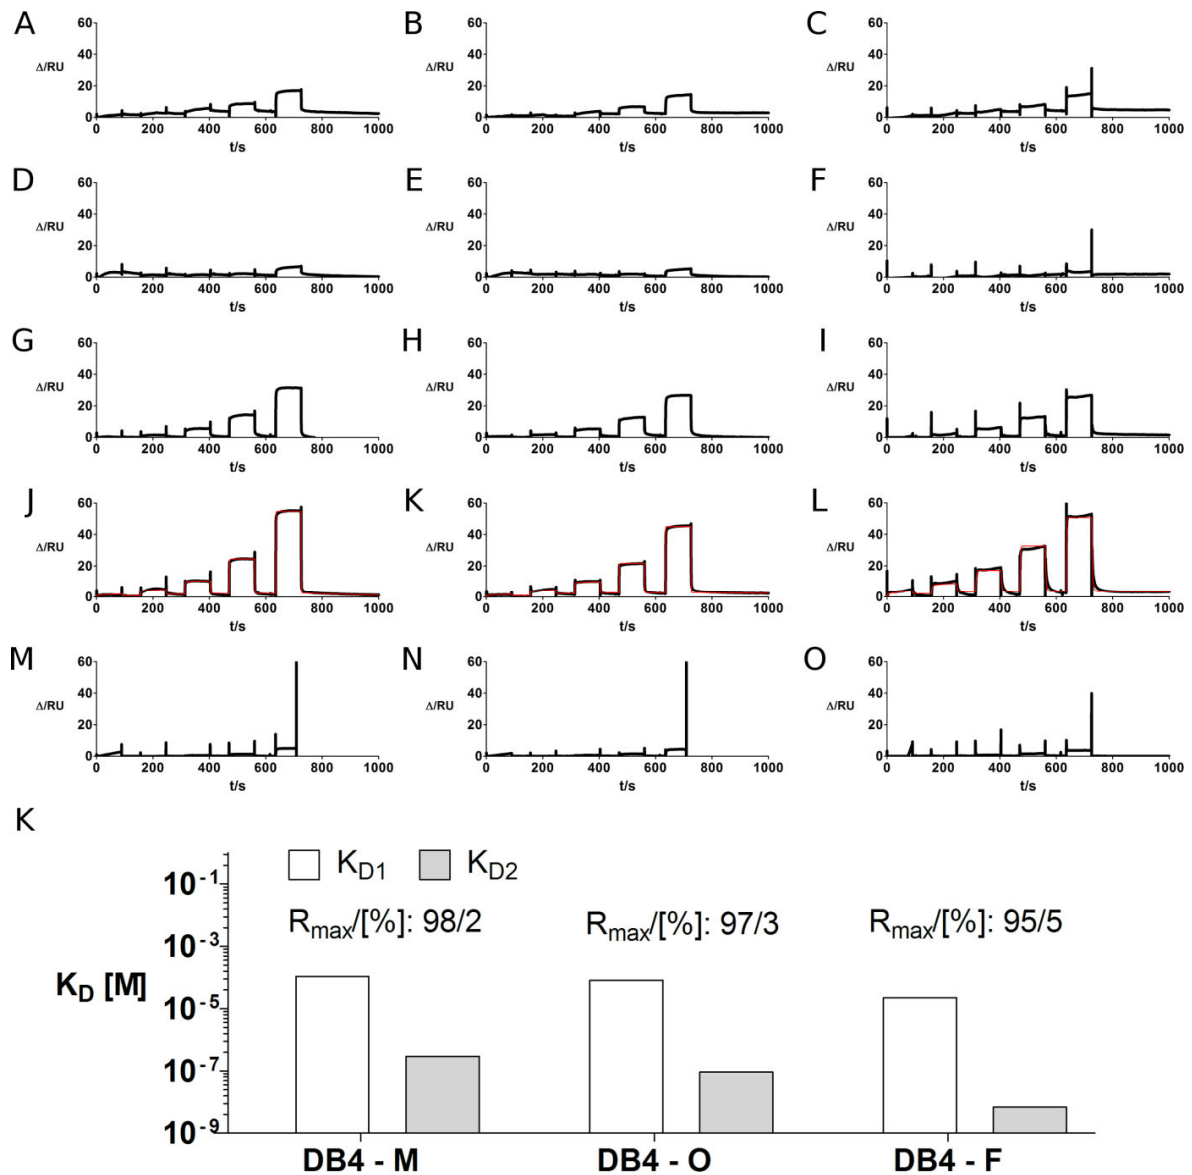 A B C
60 60 60
40 40 40
Δ/RU Δ/RU Δ/RU
20 20 20
0 0 0
0 200 400 600 800 1000 0 200 400 600 800 1000 0 200 400 600 800 1000
t/s t/s t/s
D E F
60 60 60
40 40 40
Δ/RU Δ/RU Δ/RU
20 20 20
0 0 0
0 200 400 600 800 1000 0 200 400 600 800 1000 0 200 400 600 800 1000
t/s t/s t/s
G H I
60 60 60
40 40 40
Δ/RU Δ/RU Δ/RU
20 20 20
0 0 0
0 200 400 600 800 1000 0 200 400 600 800 1000 0 200 400 600 800 1000
t/s t/s t/s
J K L
60 60 60
40 40 40
Δ/RU Δ/RU Δ/RU
20 20 20
0 0 0
0 200 400 600 800 1000 0 200 400 600 800 1000 0 200 400 600 800 1000
t/s t/s t/s
M N O
60 60 60
40 40 40
Δ/RU Δ/RU Δ/RU
20 20 20
0 0 0
0 200 400 600 800 1000 0 200 400 600 800 1000 0 200 400 600 800 1000
t/s t/s t/s
K
K_D1 K_D2
10^-1
R_max/[%]: 98/2 R_max/[%]: 97/3 R_max/[%]: 95/5
10^-3
K_D [M]
10^-5
10^-7
10^-9
DB4 - M DB4 - O DB4 - F